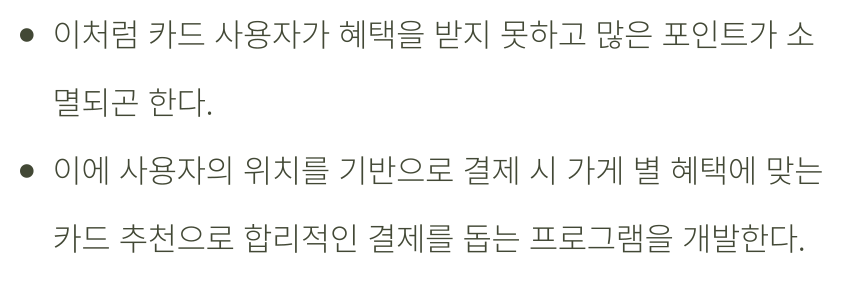 ● 이처럼 카드 사용자가 혜택을 받지 못하고 많은 포인트가 소
멸되곤 한다.
● 이에 사용자의 위치를 기반으로 결제 시 가게 별 혜택에 맞는
카드 추천으로 합리적인 결제를 돕는 프로그램을 개발한다.